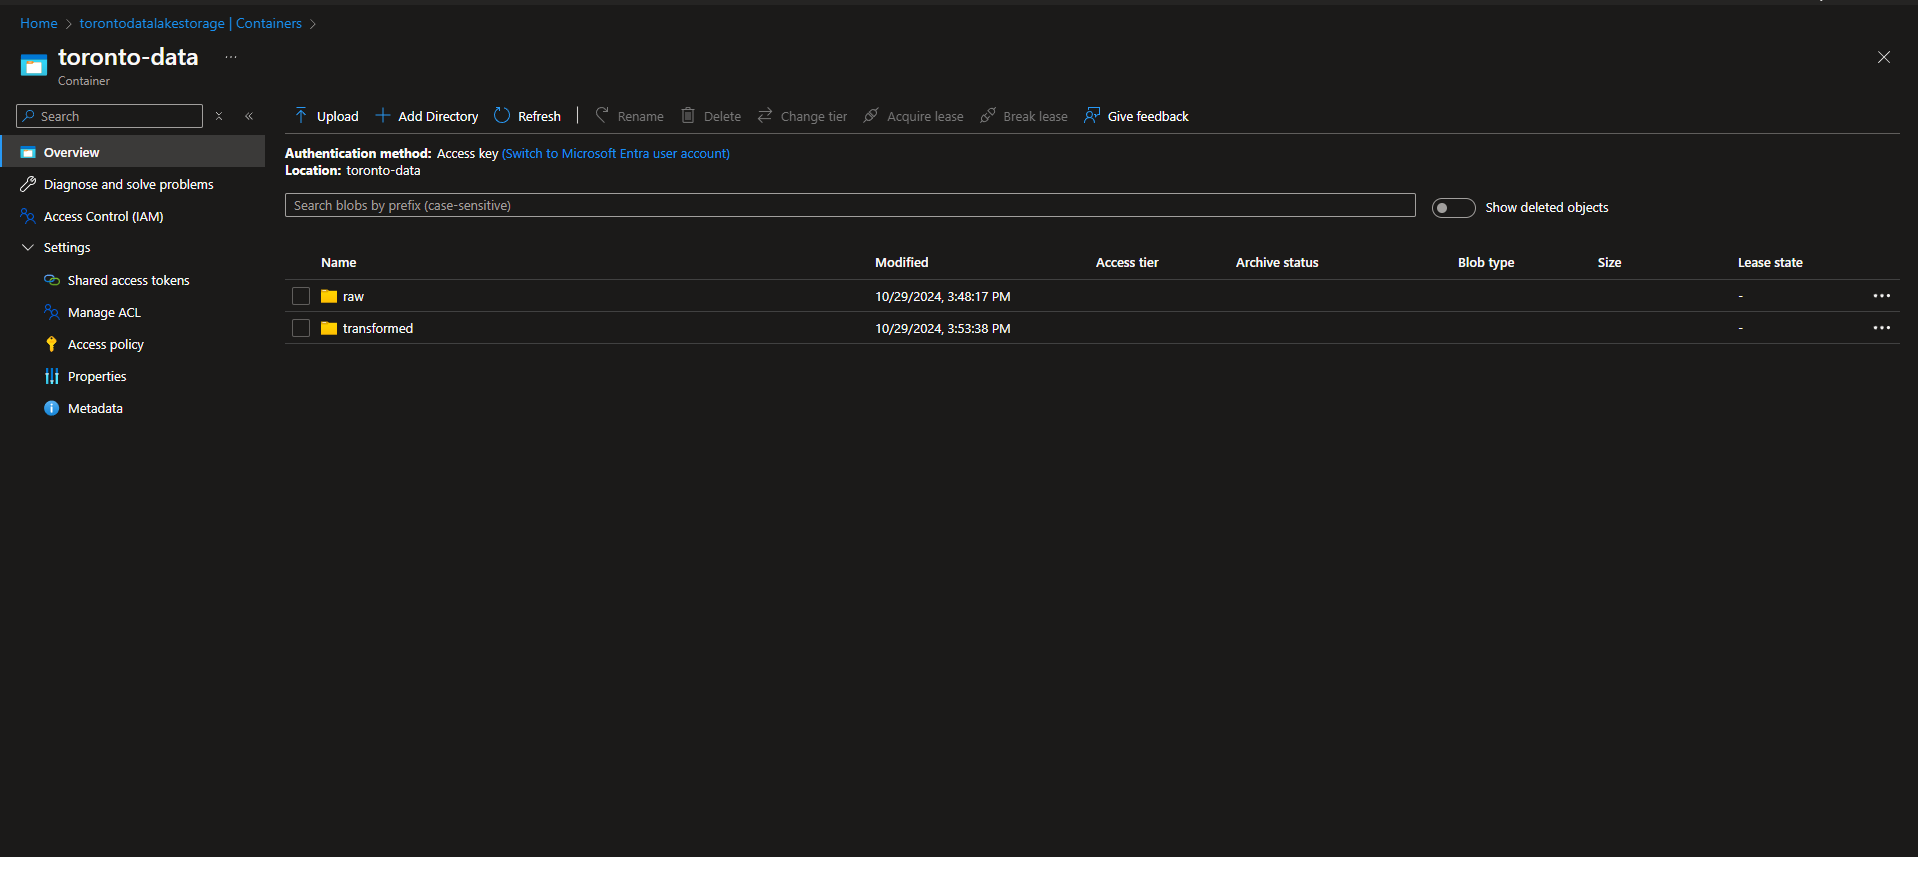 Home > torontodatalakestorage | Containers >
toronto-data ...
Container
Search
Overview
Diagnose and solve problems
Access Control (IAM)
Settings
Shared access tokens
Manage ACL
Access policy
Properties
Metadata
Upload Add Directory Refresh | Rename Delete Change tier Acquire lease Break lease Give feedback
Authentication method: Access key (Switch to Microsoft Entra user account)
Location: toronto-data
Search blobs by prefix (case-sensitive) Show deleted objects
Name Modified Access tier Archive status Blob type Size Lease state
raw 10/29/2024, 3:48:17 PM - ...
transformed 10/29/2024, 3:53:38 PM - ...